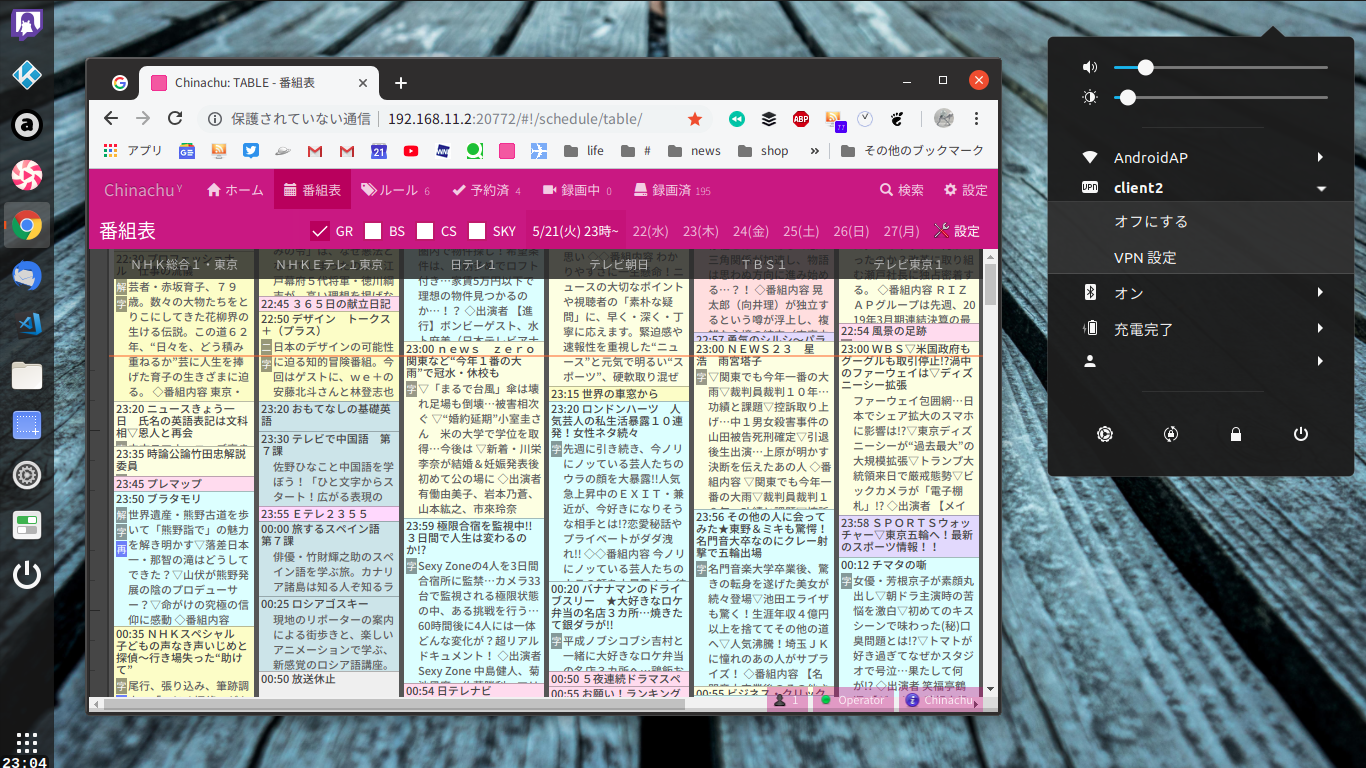 Chinachu: TABLE - 番組表
保護されていない通信
192.168.11.2:20772/#!/schedule/table/
ABP
77
アプリ
21
life
#
news
shop
»
その他のブックマーク
Chinachu γ
ホーム
番組表
ルール 6
予約済 4
録画中 0
録画済 195
検索
設定
番組表
GR
BS
CS
SKY
5/21(火) 23時~
22(水)
23(木)
24(金)
25(土)
26(日)
27(月)
設定
NHK総合1・東京
芸者・赤坂育子、79
歳。数々の大物たちをと
りこにしてきた花柳界の
生ける伝説。この道62
年、“日々を、どう積み
重ねるか”芸に人生を捧
げた育子の生きざまに迫
る。 ◇番組内容 東京・
23:20 ニュースきょう一
日 氏名の英語表記は文科
相▽恩人と再会
23:35 時論公論竹田忠解説
委員
23:45 プレマップ
23:50 ブラタモリ
世界遺産・熊野古道を歩
いて「熊野詣で」の魅力
を解き明かす▽落差日本
一・那智の滝はどうして
できた？▽山伏が熊野発
展の陰のプロデューサ
ー？▽命がけの究極の信
仰に感動 ◇番組内容
00:35 NHKスペシャル
子どもの声なき声いじめと
探偵～行き場失った“助け
て”
尾行、張り込み、筆跡調
NHKEテレ1東京
22:45 365日の献立日記
22:50 デザイン トークス
＋（プラス）
日本のデザインの可能性
に迫る知的冒険番組。今
回はゲストに、we＋の
安藤北斗さんと林登志也
23:20 おもてなしの基礎英
語
23:30 テレビで中国語 第
7課
佐野ひなこと中国語を学
ぼう！「ひと文字からス
タート！広がる表現の
23:55 Eテレ2355
00:00 旅するスペイン語
第7課
俳優・竹財輝之助のスペ
イン語を学ぶ旅。カナリ
ア諸島は知る人ぞ知るラ
00:25 ロシアゴスキー
現地のリポーターの案内
による街歩きと、楽しい
アニメーションで学ぶ、
新感覚のロシア語講座。
00:50 放送休止
日テレ1
付き…家賃5万円以下で
理想の物件見つかるの
か…!? ◇出演者 【進
行】ボンビーゲスト、水
23:00 news zero
関東など“今年1番の大
雨”で冠水・休校も
▽「まるで台風」傘は壊
れ足場も倒壊…被害相次
ぐ ▽“婚約延期”小室圭さ
ん 米の大学で学位を取
得…今後は ▽新着・川栄
李奈が結婚＆妊娠発表後
初めて公の場に ◇出演者
有働由美子、岩本乃蒼、
山本紘之、市來玲奈
23:59 極限合宿を監視中!!
3日間で人生は変わるの
か!?
Sexy Zoneの4人を3日間
合宿所に監禁…カメラ33
台で監視される極限状態
の中、ある挑戦を行う…
60時間後に4人には一体
どんな変化が？超リアル
ドキュメント！ ◇出演者
Sexy Zone 中島健人、菊
00:54 日テレナビ
テレビ朝日
思い ◇◇番組内容 わか
りやすさに一生懸命！ニ
ュースの大切なポイント
や視聴者の「素朴な疑
問」に、早く・深く・丁
寧に応えます。緊迫感や
速報性を重視した“ニュ
ース”と元気で明るい“ス
ポーツ”、硬軟取り混ぜ
23:15 世界の車窓から
23:20 ロンドンハーツ 人
気芸人の私生活暴露10連
発！女性ネタ続々
先週に引き続き、今ノリ
にノッている芸人たちの
ウラの顔を大暴露!!人気
急上昇中のEXIT・兼
近が、今好きになりそう
な相手とは!?恋愛秘話や
プライベートがダダ洩
れ!! ◇◇番組内容 今ノリ
にノッている芸人たちの
00:20 バナナマンのドライ
ブスリー ★大好きなロケ
弁当の名店3カ所…焼きた
て銀ダラが!!
平成ノブシコブシ吉村と
一緒に大好きなロケ弁当
00:50 5夜連続ドラマスペ
00:55 お願い！ランキング
TBS1
三角関係が加速し、物語
は思わぬ方向に進み始め
る…？！ ◇番組内容 晃
太郎（向井理）が独立す
るという噂が浮上し、複
22:57 勇気のシルシ～パラ
23:00 NEWS23 星
浩 雨宮塔子
▽関東でも今年一番の大
雨▽裁判員裁判10年…
功績と課題▽控訴取り上
げ…中1男女殺害事件の
山田被告死刑確定▽引退
後生出演…上原が明かす
決断を伝えたあの人 ◇番
組内容 ▽関東でも今年一
番の大雨▽裁判員裁判1
23:56 その他の人に会って
みた★東野＆ミキも驚愕！
名門音大卒なのにクレー射
撃で五輪出場
名門音楽大学卒業後、驚
きの転身を遂げた美女が
続々登場▽池田エライザ
も驚く！生涯年収4億円
以上を捨ててその他の道
へ▽人気沸騰！埼玉JK
に憧れのあの人がサプラ
イズ！ ◇番組内容 【名
00:55 ビジネス・クリック
テレビ東京1
る瀬戸社長に独占密着す
る。 ◇番組内容 RIZ
APグループは先週、20
19年3月期連結決算の最
22:54 風景の足跡
23:00 WBS▽米国政府も
グーグルも取引停止!?渦中
のファーウェイは▽ディズ
ニーシー拡張
ファーウェイ包囲網…日
本でシェア拡大のスマホ
に影響は!?▽東京ディズ
ニーシーが“過去最大”の
大規模拡張▽トランプ大
統領来日で厳戒態勢▽ビ
ックカメラが「電子棚
札」!? ◇出演者 【メイ
23:58 SPORTSウォッ
チャー▽東京五輪へ！最新
のスポーツ情報！！
00:12 チマタの噺
女優・芳根京子が素顔丸
出し▽朝ドラ主演時の苦
悩を激白▽初めてのキス
シーンで味わった(秘)口
臭問題とは!?▽トマトが
好き過ぎてなぜかスタジ
オで号泣…果たして何
が!? ◇出演者 笑福亭鶴
1
Operator
Chinachu
AndroidAP
VPN
client2
オフにする
VPN 設定
オン
充電完了
23:04